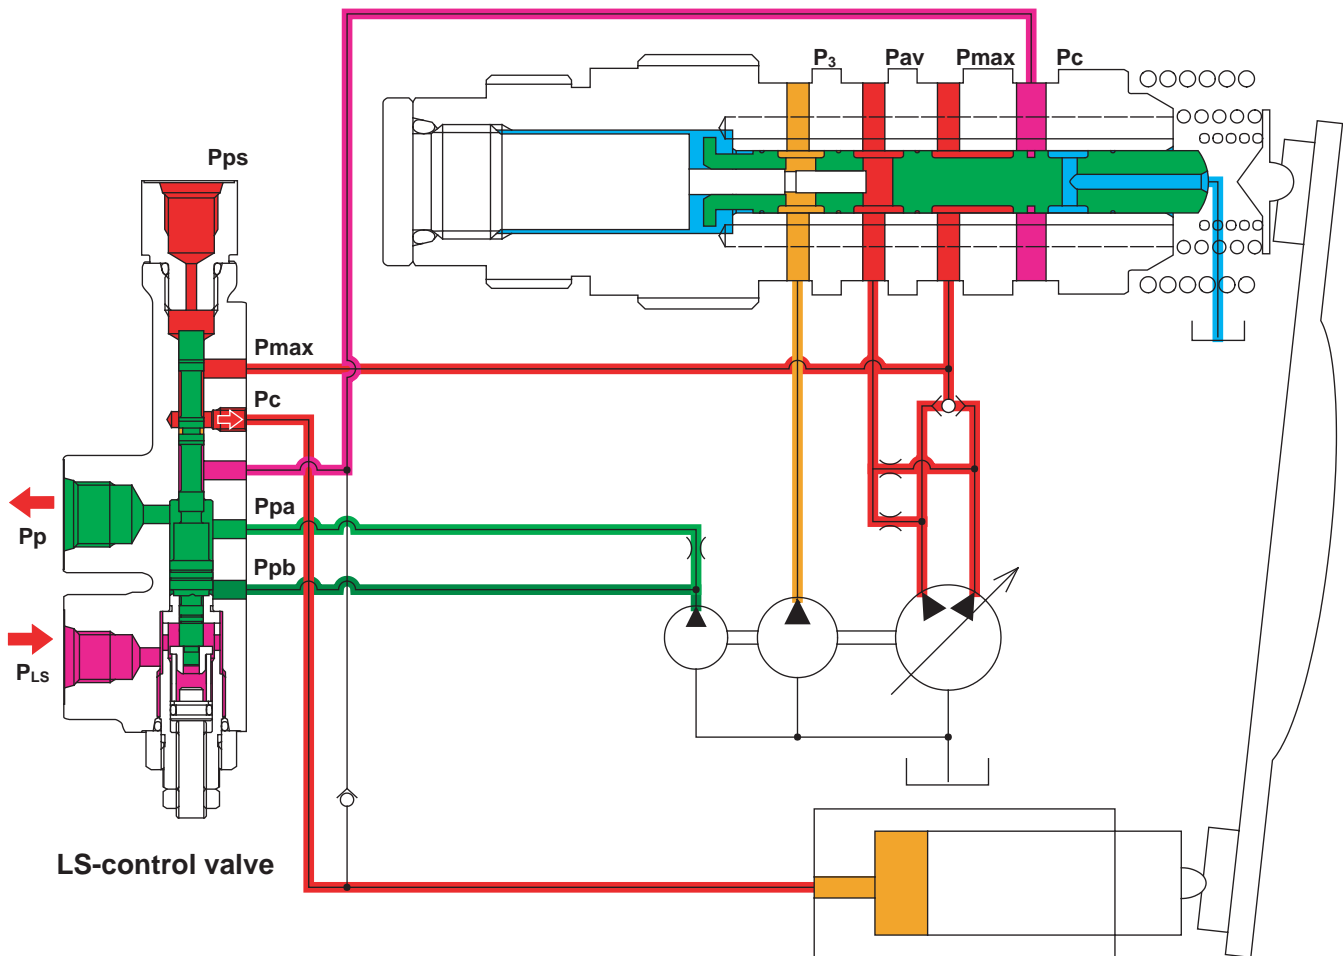 P₃ Pav Pmax Pc
Pps
Pmax
Pc
Ppa
Pp
Ppb
PLS
LS-control valve